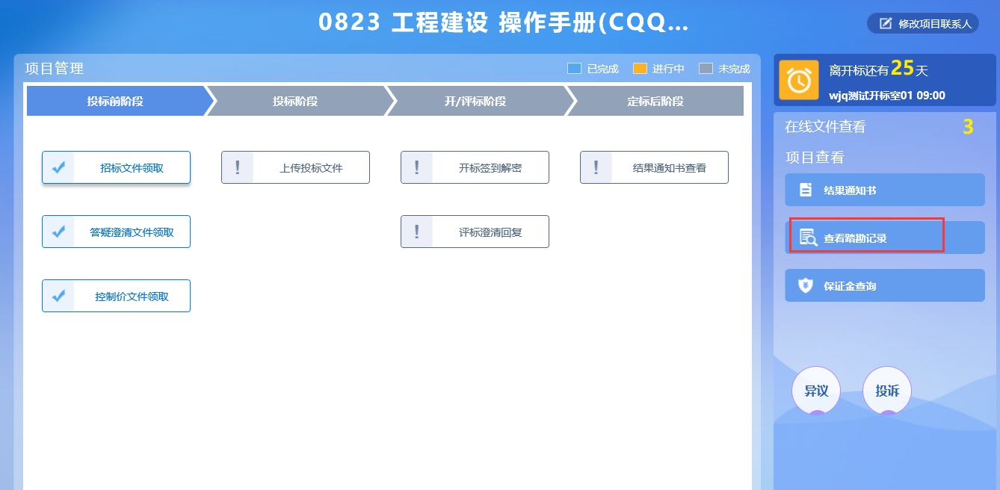 0823 工程建设 操作手册(CQQ...
修改项目联系人
项目管理
已完成 进行中 未完成
投标前阶段 投标阶段 开/评标阶段 定标后阶段
招标文件领取 ! 上传投标文件 ! 开标签到解密 ! 结果通知书查看
答疑澄清文件领取 ! 评标澄清回复
控制价文件领取
离开标还有25天
wjq测试开标室01 09:00
在线文件查看 3
项目查看
结果通知书
查看踏勘记录
保证金查询
异议 投诉